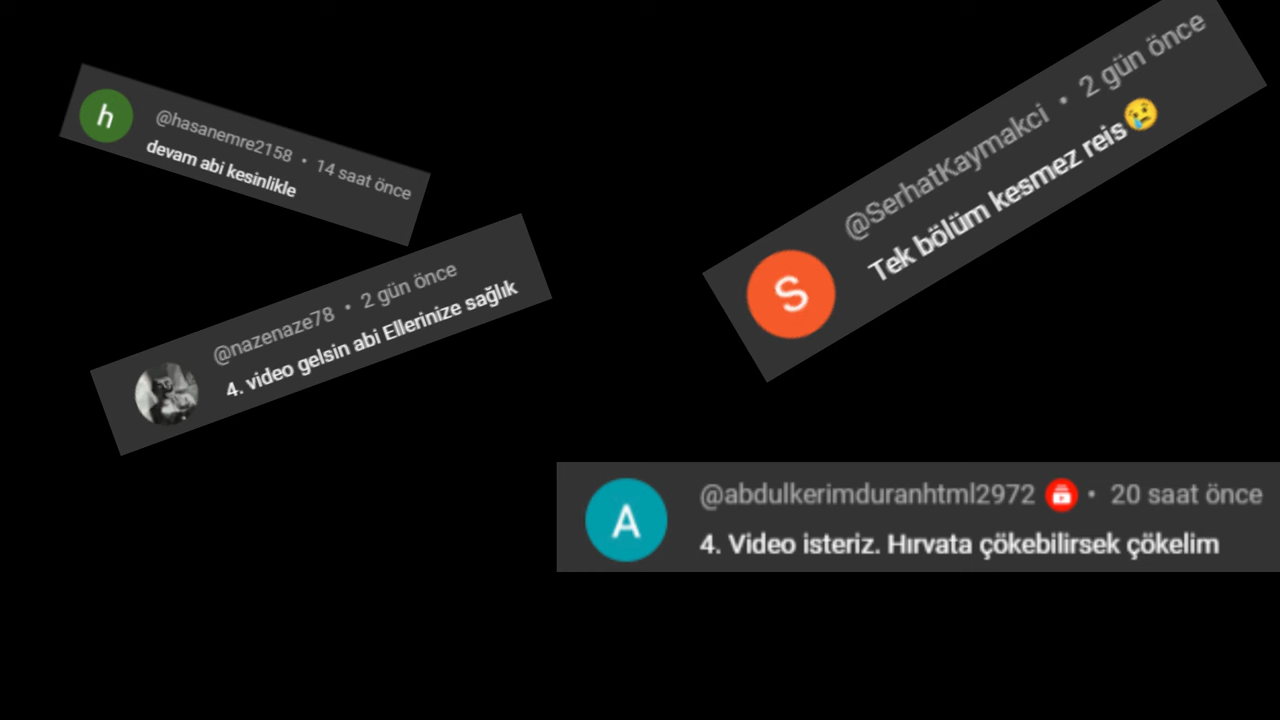 h
@hasanemre2158 • 14 saat önce
devam abi kesinlikle
@nazenaze78 • 2 gün önce
4. video gelsin abi Ellerinize sağlık
@SerhatKaymakci • 2 gün önce
S
Tek bölüm kesmez reis😢
@abdulkerimduranhtml2972 • 20 saat önce
A
4. Video isteriz. Hırvata çökebilirsek çökelim